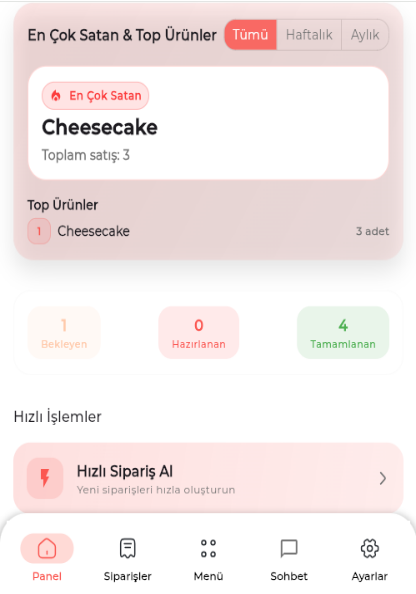 En Çok Satan & Top Ürünler
Tümü Haftalık Aylık
En Çok Satan
Cheesecake
Toplam satış: 3
Top Ürünler
1 Cheesecake 3 adet
1 0 4
Bekleyen Hazırlanan Tamamlanan
Hızlı İşlemler
Hızlı Sipariş AI
Yeni siparişleri hızla oluşturun
Panel Siparişler Menü Sohbet Ayarlar